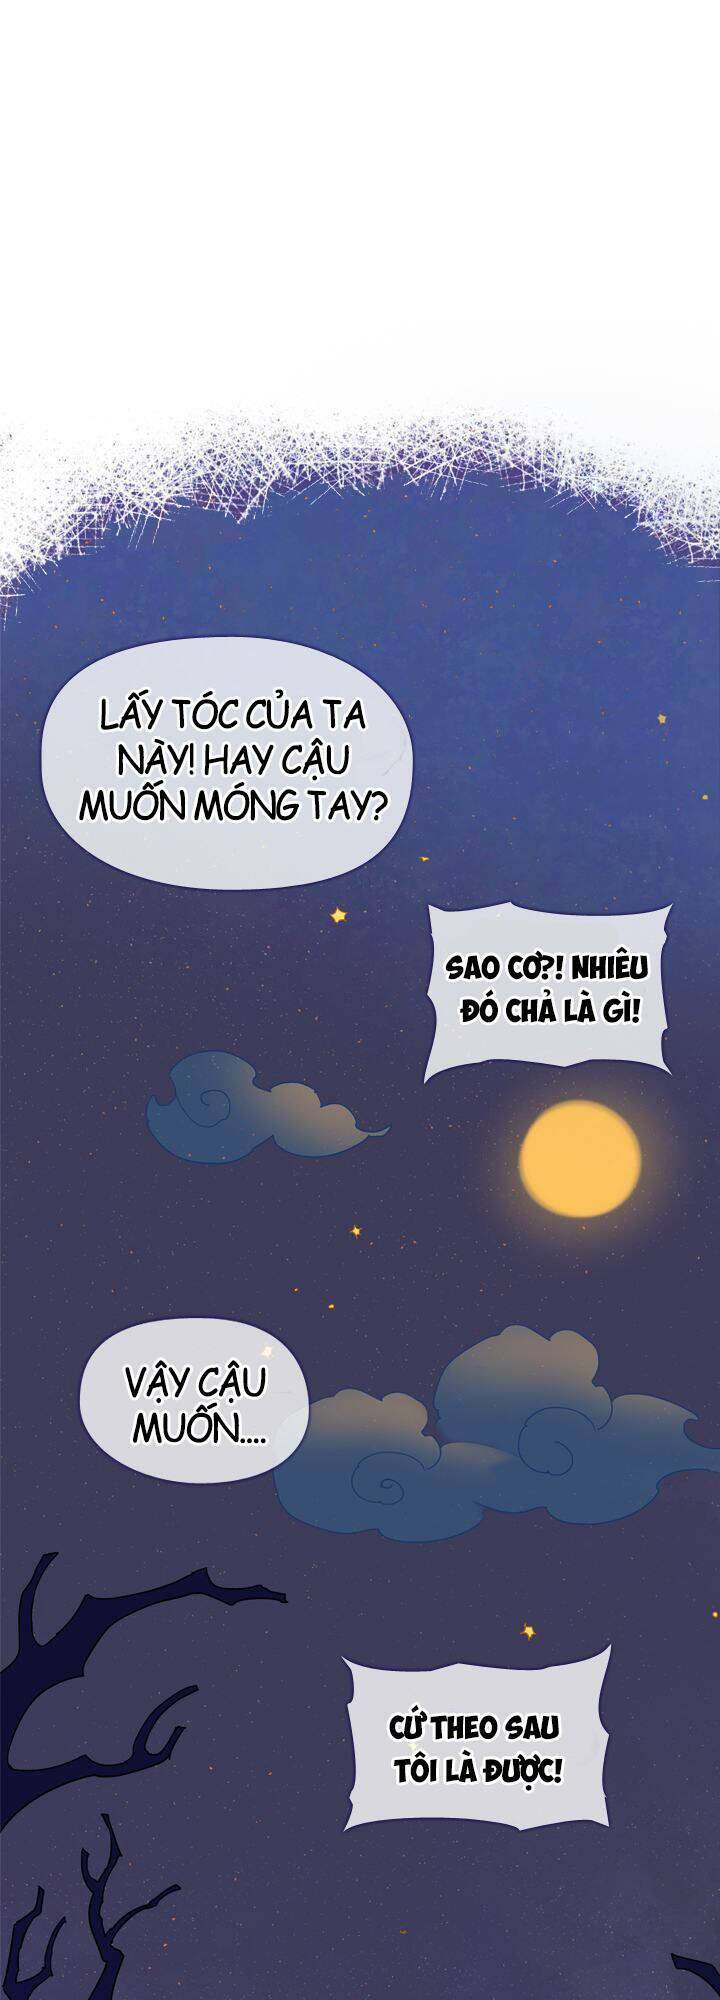 LẤY TÓC CỦA TA
NÀY! HAY CẬU
MUỐN MÓNG TAY?
SAO CƠ?! NHIÊU
ĐÓ CHẢ LÀ GÌ!
VẬY CẬU
MUỐN....
CỨ THEO SAU
TÔI LÀ ĐƯỢC!